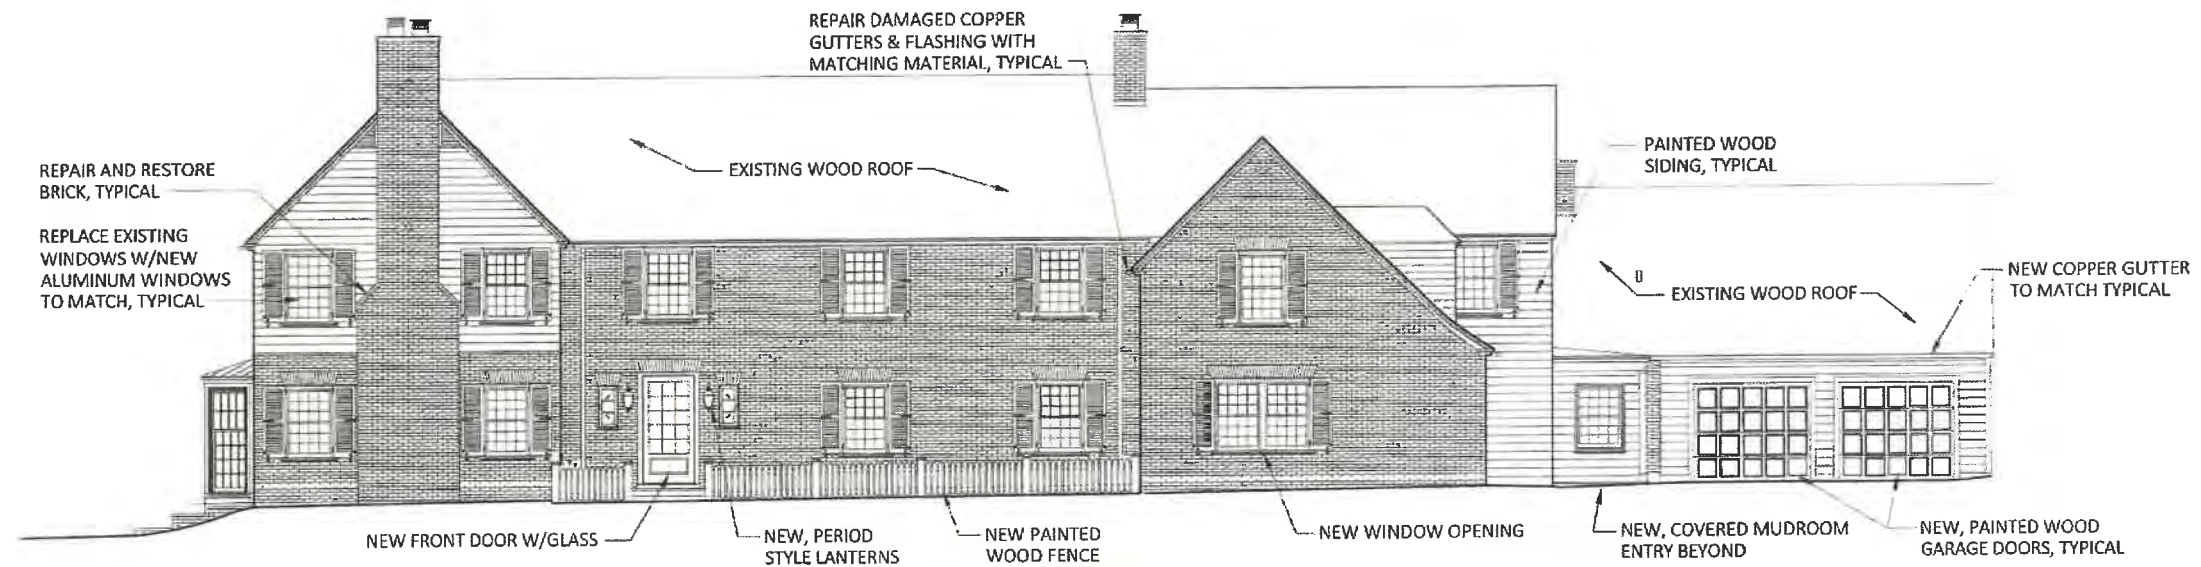 REPAIR DAMAGED COPPER
GUTTERS & FLASHING WITH
MATCHING MATERIAL, TYPICAL
REPAIR AND RESTORE
BRICK, TYPICAL
REPLACE EXISTING
WINDOWS W/NEW
ALUMINUM WINDOWS
TO MATCH, TYPICAL
EXISTING WOOD ROOF
PAINTED WOOD
SIDING, TYPICAL
EXISTING WOOD ROOF
NEW COPPER GUTTER
TO MATCH TYPICAL
NEW FRONT DOOR W/GLASS
NEW, PERIOD
STYLE LANTERNS
NEW PAINTED
WOOD FENCE
NEW WINDOW OPENING
NEW, COVERED MUDROOM
ENTRY BEYOND
NEW, PAINTED WOOD
GARAGE DOORS, TYPICAL